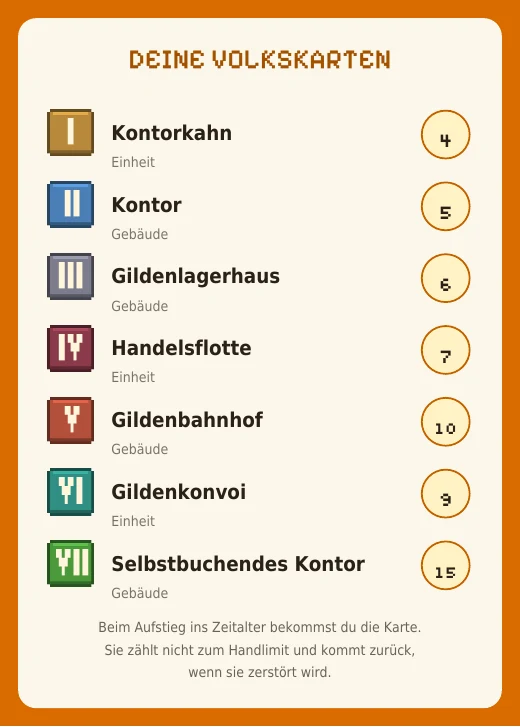 DEINE VOLKSKARTEN
I
Kontorkahn
4
Einheit
II
Kontor
5
Gebäude
III
Gildenlagerhaus
6
Gebäude
IV
Handelsflotte
7
Einheit
V
Gildenbahnhof
10
Gebäude
VI
Gildenkonvoi
9
Einheit
VII
Selbstbuchendes Kontor
15
Gebäude
Beim Aufstieg ins Zeitalter bekommst du die Karte.
Sie zählt nicht zum Handlimit und kommt zurück,
wenn sie zerstört wird.